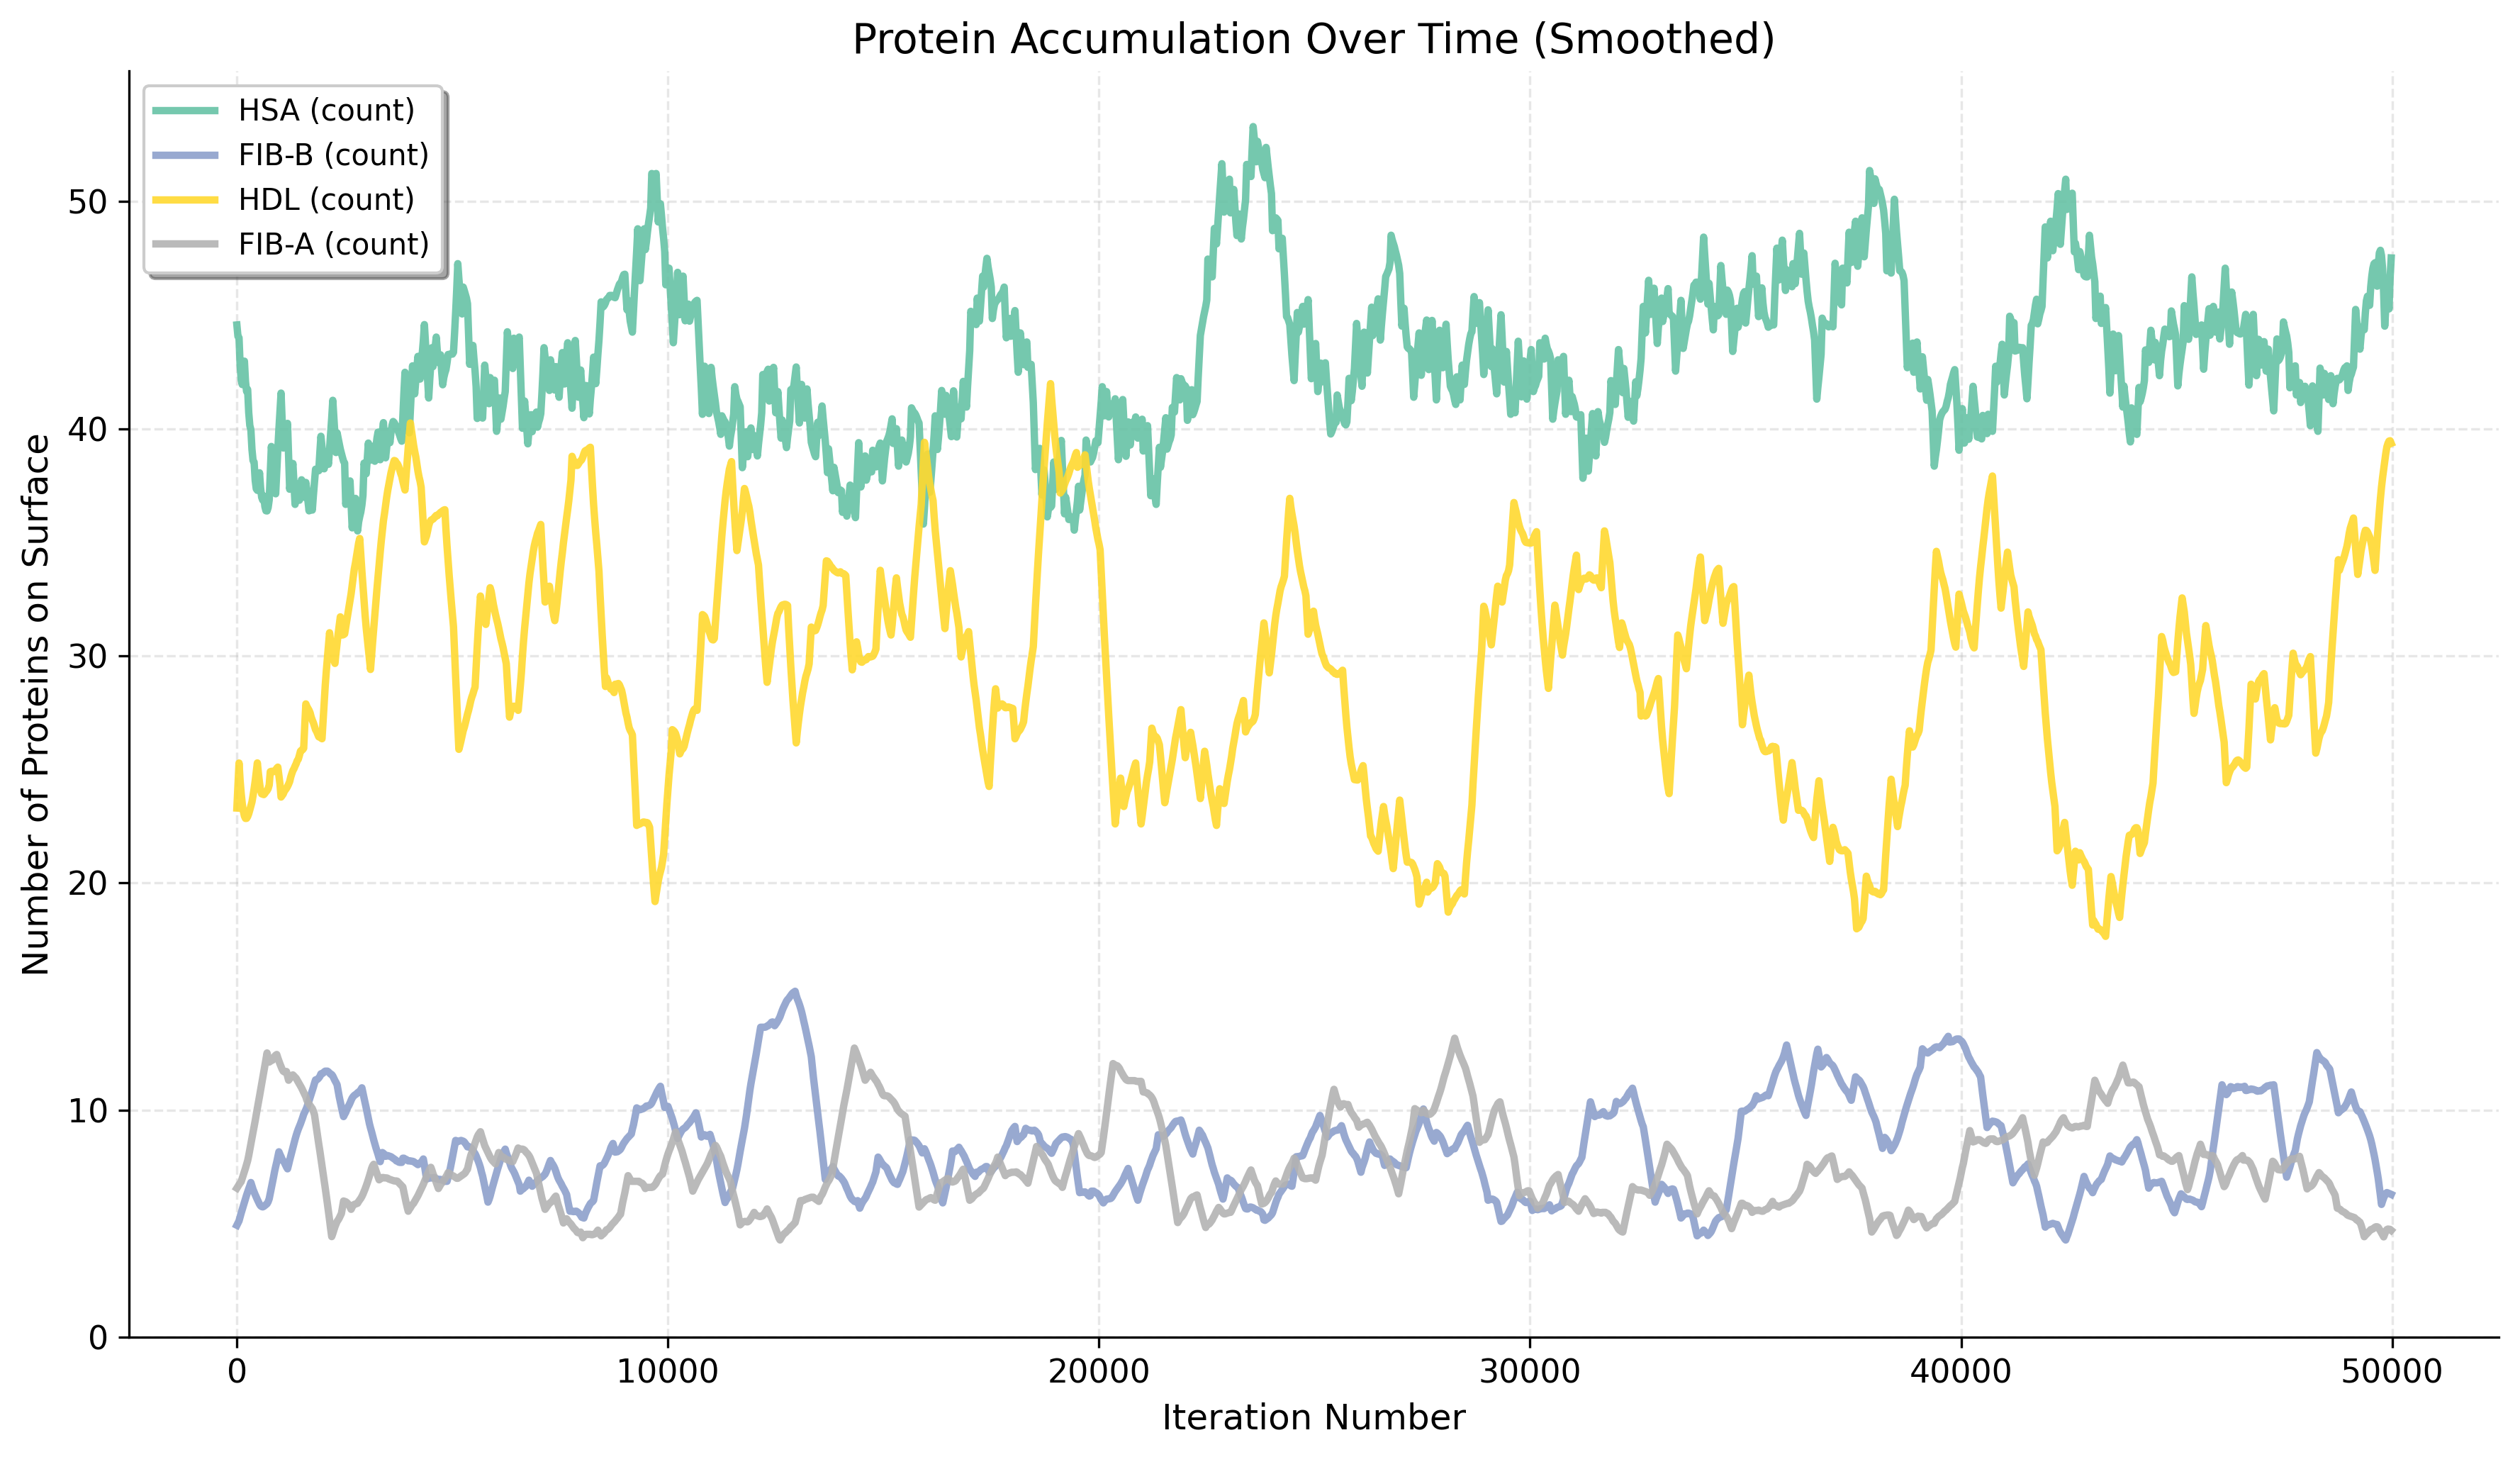 Protein Accumulation Over Time (Smoothed)
HSA (count)
FIB-B (count)
HDL (count)
FIB-A (count)
Number of Proteins on Surface
50
40
30
20
10
0
0 10000 20000 30000 40000 50000
Iteration Number